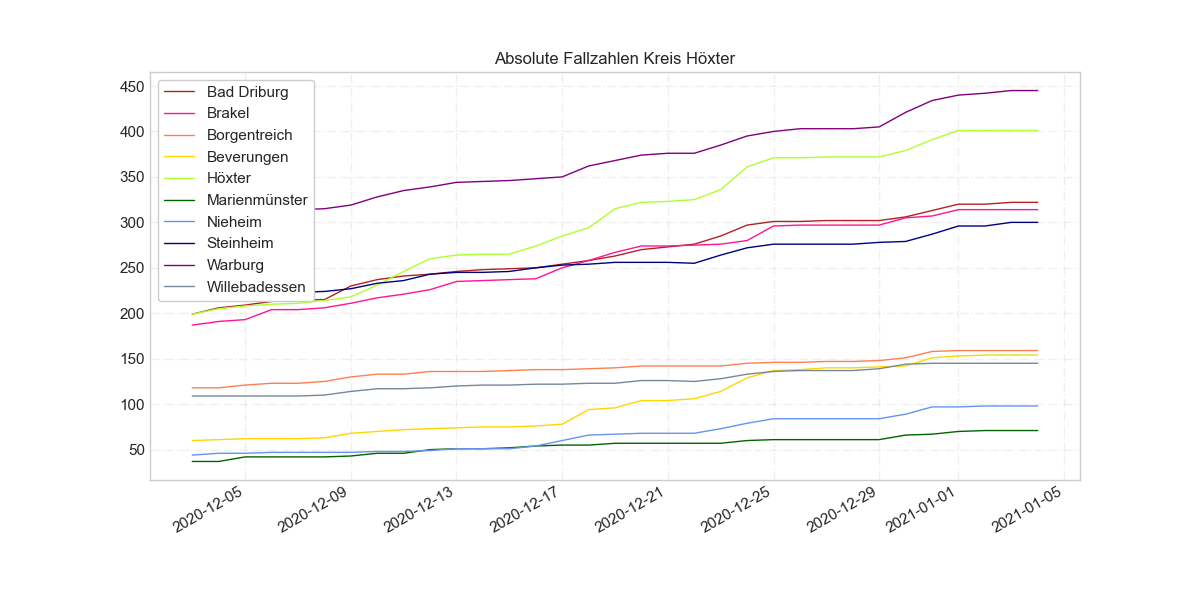 Absolute Fallzahlen Kreis Höxter
450
400
350
300
250
200
150
100
50
Bad Driburg
Brakel
Borgentreich
Beverungen
Höxter
Marienmünster
Nieheim
Steinheim
Warburg
Willebadessen
2020-12-05
2020-12-09
2020-12-13
2020-12-17
2020-12-21
2020-12-25
2020-12-29
2021-01-01
2021-01-05